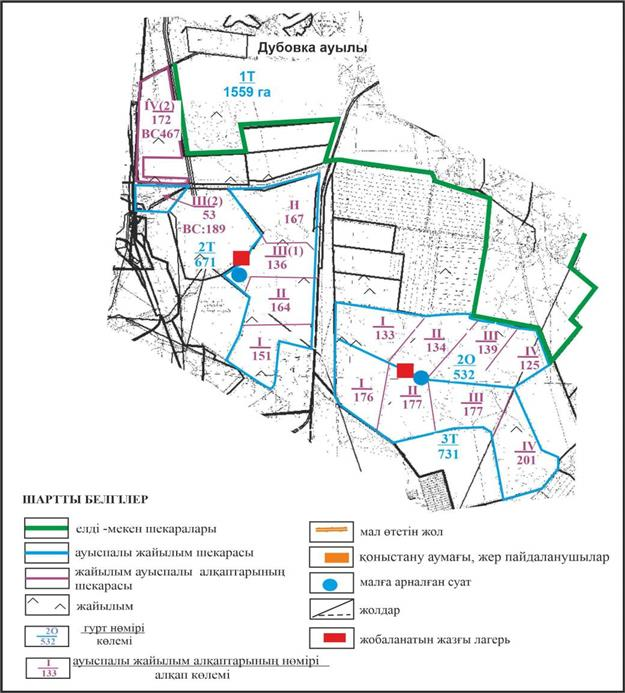 Дубовка ауылы
1Т
1559 га
IV(2)
172
ВС467
Ш(2)
53
ВС:189
2Т
671
II
167
Ш(1)
136
II
164
I
151
I
133
II
134
Ш
139
IV
125
2О
532
I
176
II
177
Ш
177
IV
201
3Т
731
ШАРТТЫ БЕЛГІЛЕР
елді -мекен шекаралары
ауыспалы жайылым шекарасы
жайылым ауыспалы алқаптарының
шекарасы
жайылым
2О
532
гурт нөмірі
көлемі
I
133
ауыспалы жайылым алқаптарының нөмірі
алқап көлемі
мал өтетін жол
қоныстану аумағы, жер пайдаланушылар
малға арналған суат
жолдар
жобаланатын жазғы лагерь